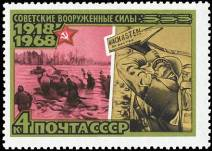 СОВЕТСКИЕ ВООРУЖЕННЫЕ СИЛЫ
1918
1968
4К ПОЧТА СССР